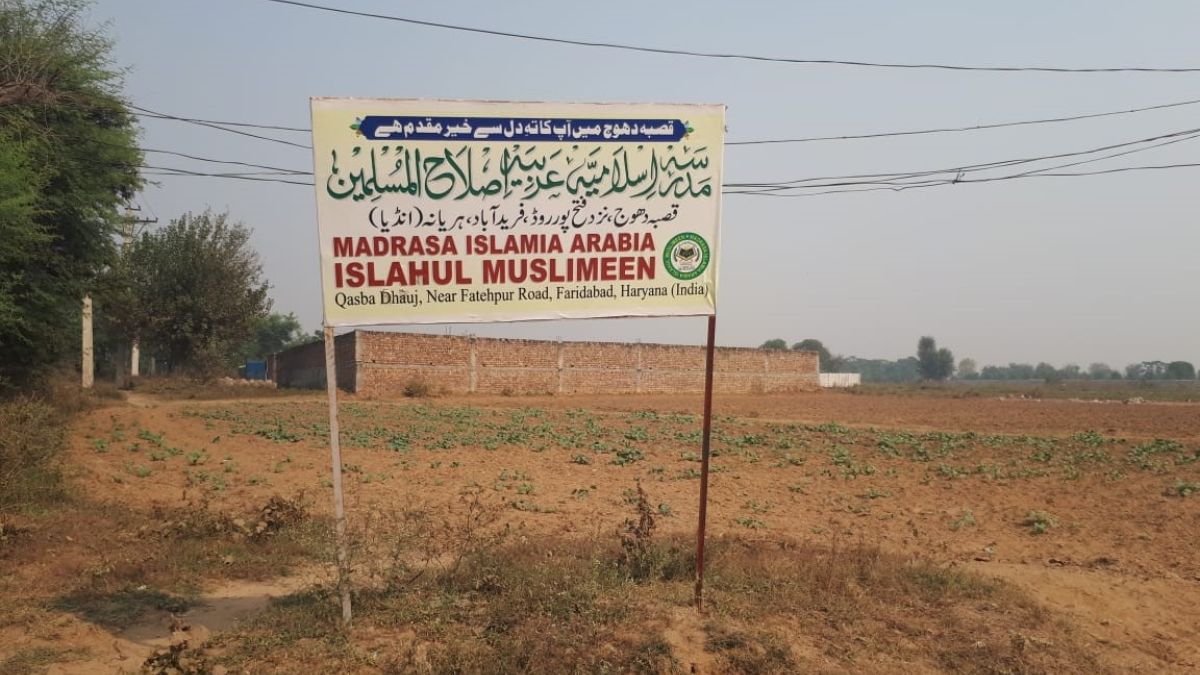 قصبہ دھوج میں آپ کا تہ دل سے خیر مقدم ہے
مدرسہ اسلامیہ عربیہ اصلاح المسلمین
قصبہ دھوج، نزد فتح پور روڈ، فرید آباد، ہریانہ (انڈیا)
MADRASA ISLAMIA ARABIA
ISLAHUL MUSLIMEEN
Qasba Dhauj, Near Fatehpur Road, Faridabad, Haryana (India)